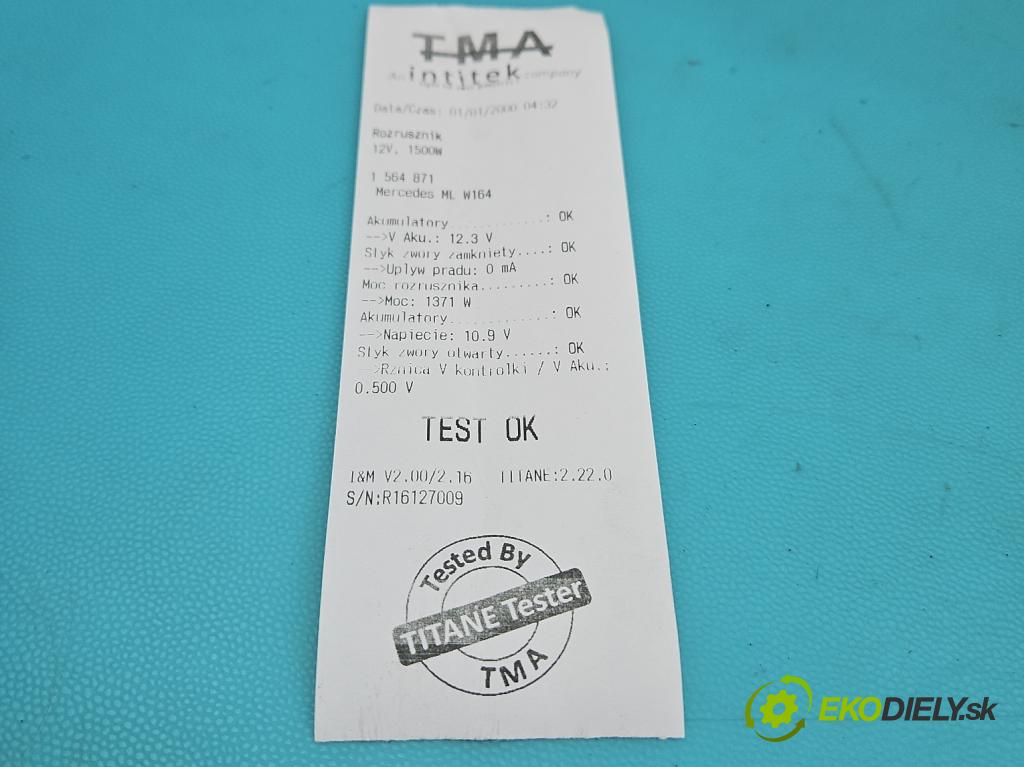 TMA
An intitek company
Data/Czas: 01/01/2000 04:32
Rozrusznik
12V, 1500W
1 564 871
Mercedes ML W164
Akumulatory.............: OK
-->V Aku.: 12.3 V
Styk zwory zamkniety....: OK
-->Uplyw pradu: 0 mA
Moc rozrusznika.........: OK
-->Moc: 1371 W
Akumulatory.............: OK
-->Napiecie: 10.9 V
Styk zwory otwarty......: OK
-->Rznica V kontrolki / V Aku.:
0.500 V
TEST OK
I&M V2.00/2.16 TITANE:2.22.0
S/N:R16127009
Tested By
TITANE Tester
TMA
EKODIELY.sk